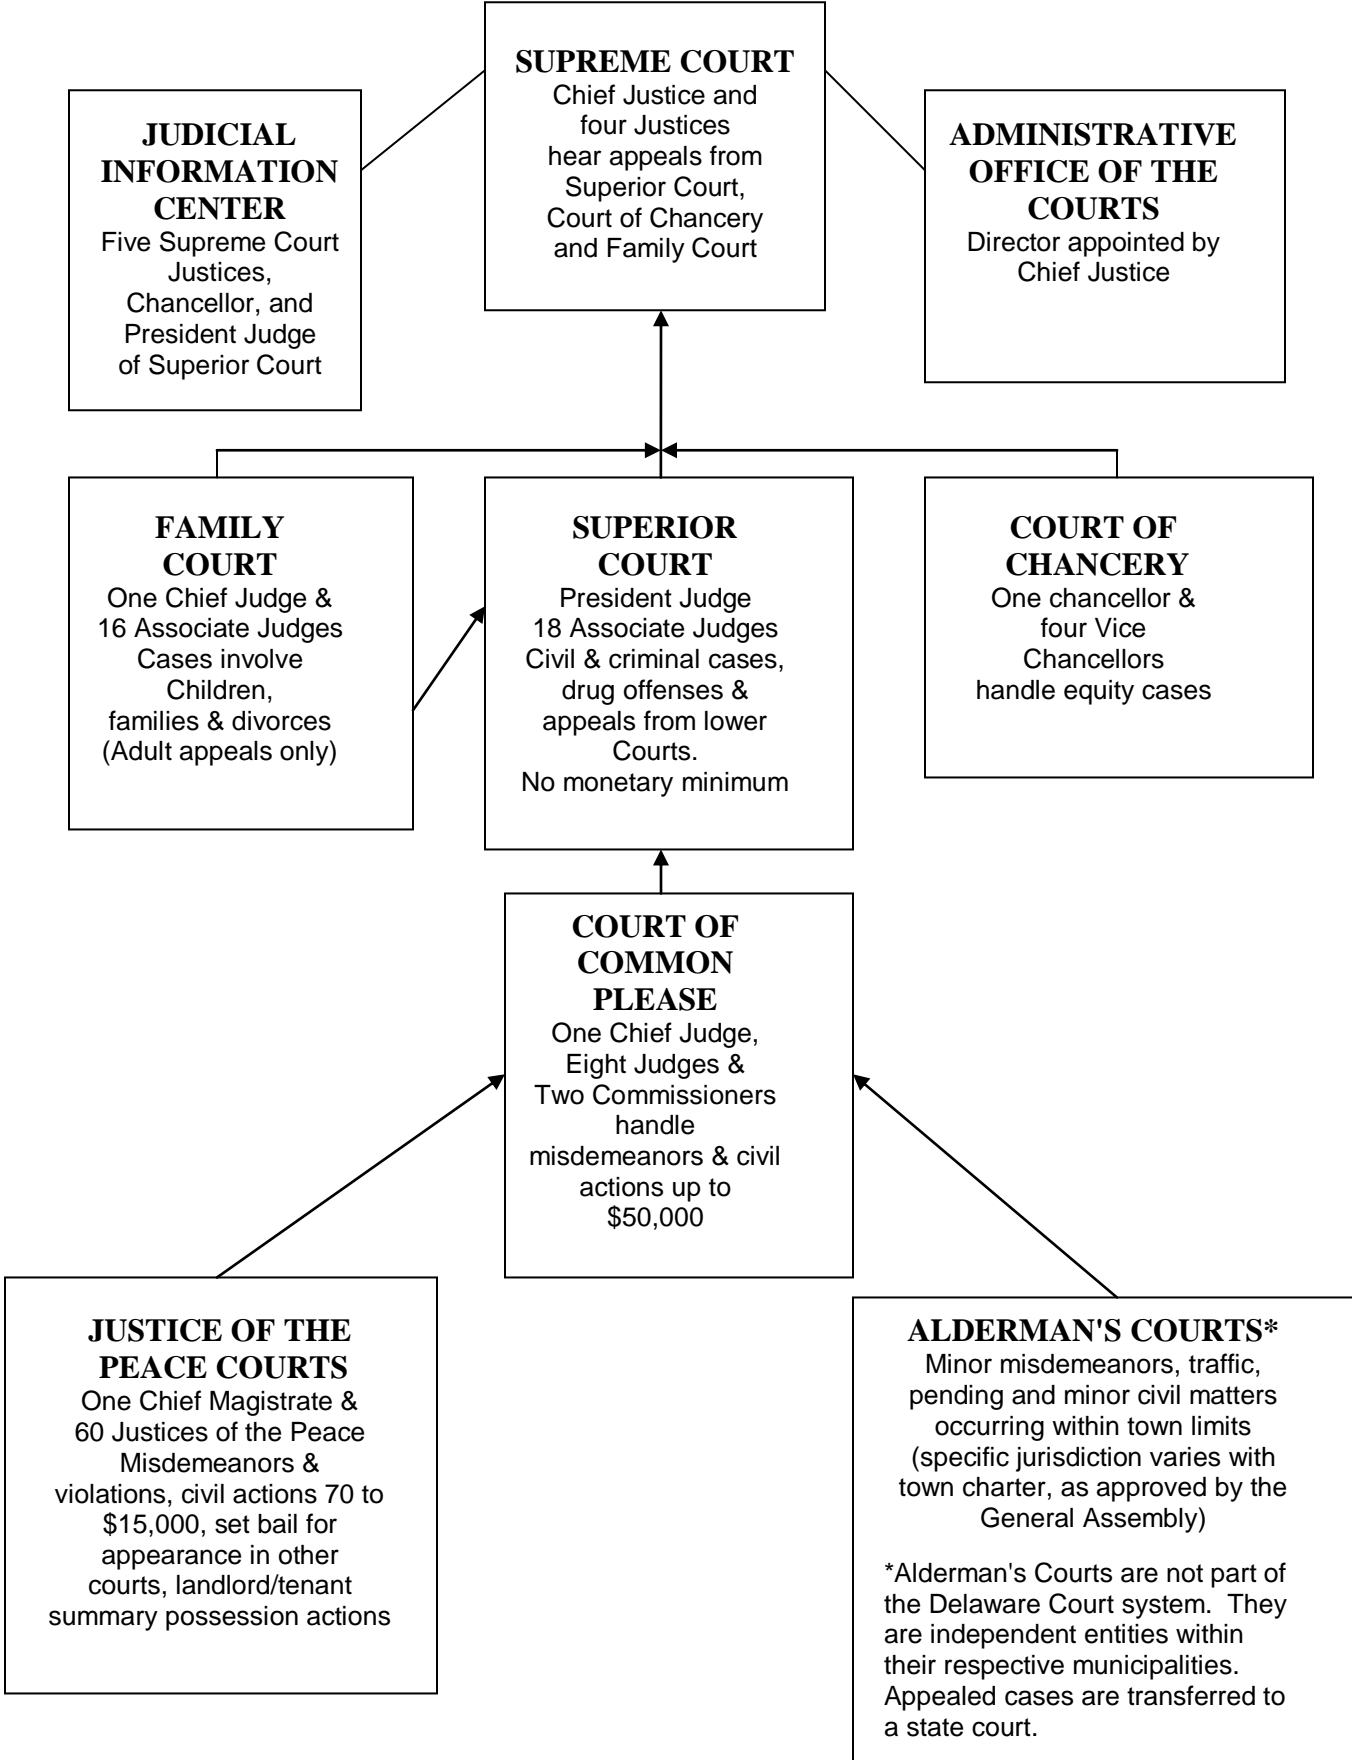 SUPREME COURT
Chief Justice and
four Justices
hear appeals from
Superior Court,
Court of Chancery
and Family Court
JUDICIAL
INFORMATION
CENTER
Five Supreme Court
Justices,
Chancellor, and
President Judge
of Superior Court
ADMINISTRATIVE
OFFICE OF THE
COURTS
Director appointed by
Chief Justice
FAMILY
COURT
One Chief Judge &
16 Associate Judges
Cases involve
Children,
families & divorces
(Adult appeals only)
SUPERIOR
COURT
President Judge
18 Associate Judges
Civil & criminal cases,
drug offenses &
appeals from lower
Courts.
No monetary minimum
COURT OF
CHANCERY
One chancellor &
four Vice
Chancellors
handle equity cases
COURT OF
COMMON
PLEASE
One Chief Judge,
Eight Judges &
Two Commissioners
handle
misdemeanors & civil
actions up to
$50,000
JUSTICE OF THE
PEACE COURTS
One Chief Magistrate &
60 Justices of the Peace
Misdemeanors &
violations, civil actions 70 to
$15,000, set bail for
appearance in other
courts, landlord/tenant
summary possession actions
ALDERMAN'S COURTS*
Minor misdemeanors, traffic,
pending and minor civil matters
occurring within town limits
(specific jurisdiction varies with
town charter, as approved by the
General Assembly)
*Alderman's Courts are not part of
the Delaware Court system.  They
are independent entities within
their respective municipalities.
Appealed cases are transferred to
a state court.